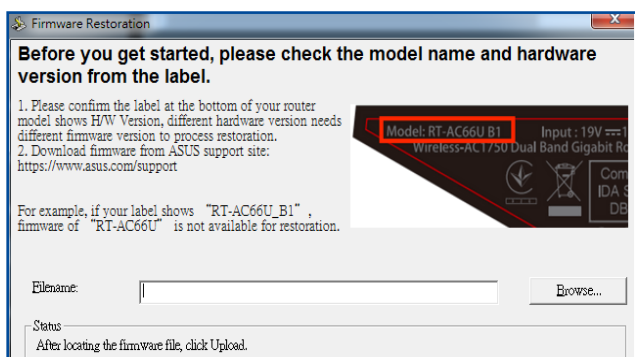 Firmware Restoration
Before you get started, please check the model name and hardware
version from the label.
1. Please confirm the label at the bottom of your router
model shows H/W Version, different hardware version needs
different firmware version to process restoration.
2. Download firmware from ASUS support site:
https://www.asus.com/support
For example, if your label shows "RT-AC66U_B1",
firmware of "RT-AC66U" is not available for restoration.
Model: RT-AC66U B1 Input : 19V
Wireless-AC1750 Dual Band Gigabit Ro
Com
IDA S
DB
Filename:
Browse...
Status
After locating the firmware file, click Upload.